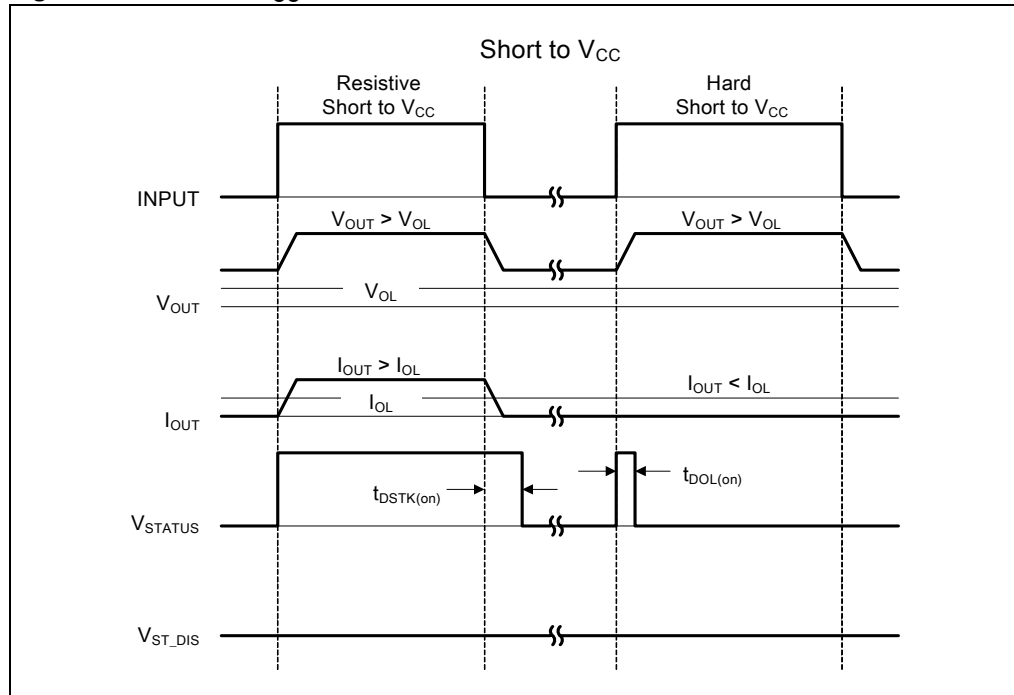 Short to VCC
Resistive
Short to VCC
Hard
Short to VCC
INPUT
VOUT > VOL
VOUT > VOL
VOL
VOUT
IOUT > IOL
IOUT < IOL
IOL
IOUT
tDSTK(on)
tDOL(on)
VSTATUS
VST_DIS